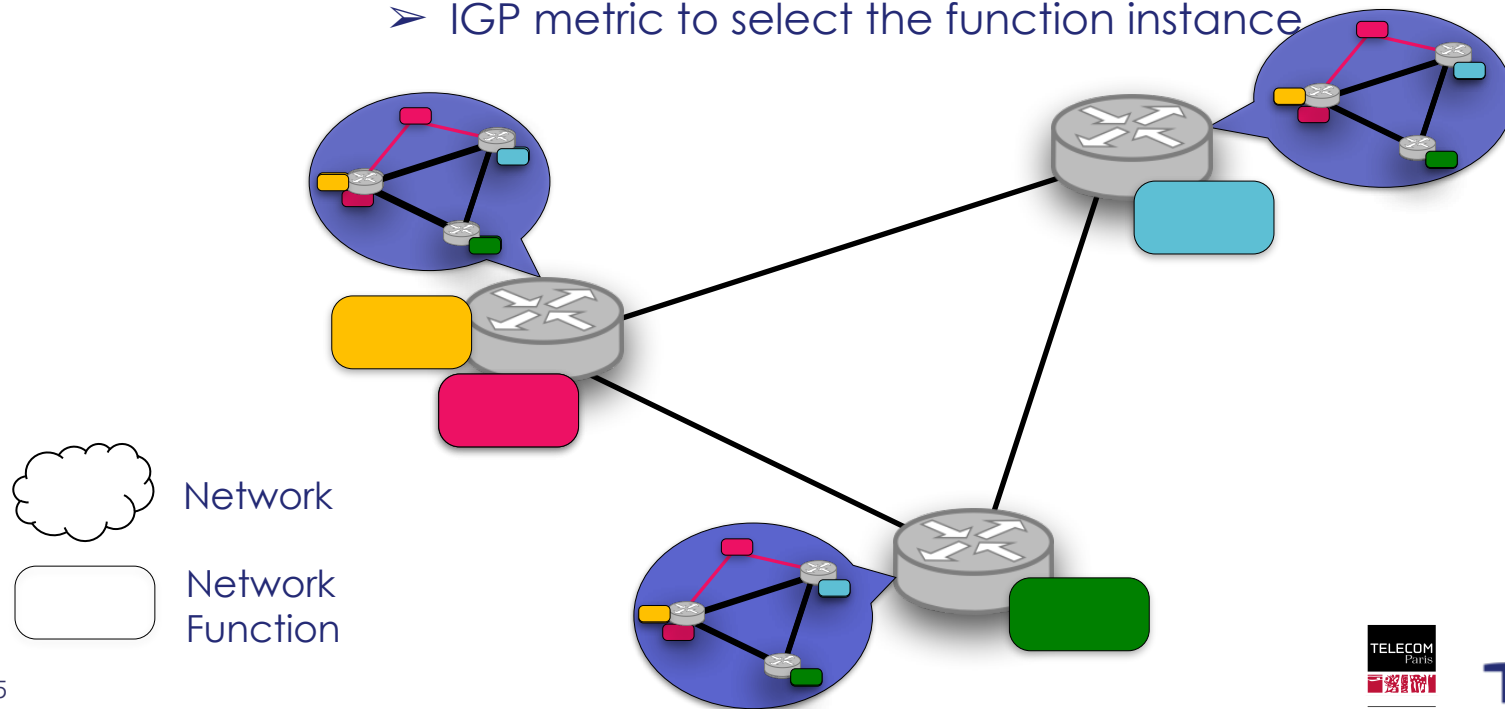 ➢ IGP metric to select the function instance
Network
Network
Function
5
TELECOM
Paris